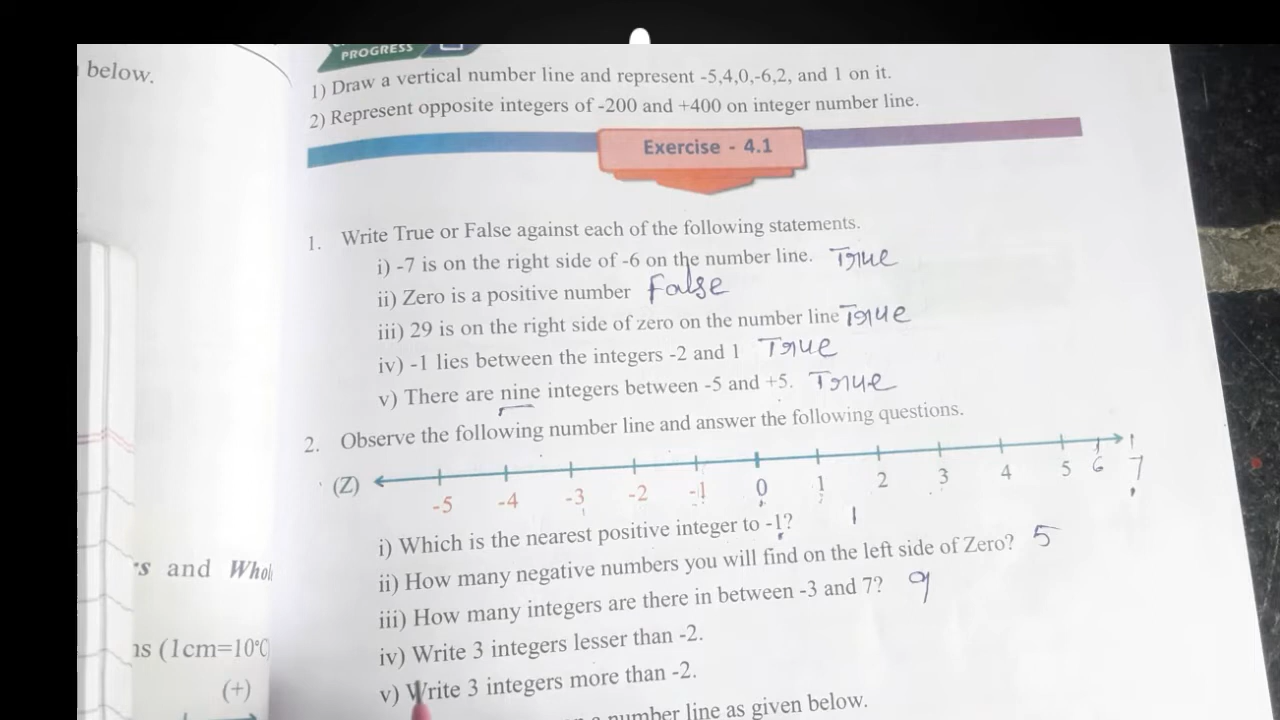 below.
PROGRESS
1) Draw a vertical number line and represent -5,4,0,-6,2, and 1 on it.
2) Represent opposite integers of -200 and +400 on integer number line.
Exercise - 4.1
1. Write True or False against each of the following statements.
i) -7 is on the right side of -6 on the number line. True
ii) Zero is a positive number False
iii) 29 is on the right side of zero on the number line True
iv) -1 lies between the integers -2 and 1 True
v) There are nine integers between -5 and +5. True
2. Observe the following number line and answer the following questions.
(Z) -5 -4 -3 -2 -1 0 1 2 3 4 5 6 7
i) Which is the nearest positive integer to -1? 1
ii) How many negative numbers you will find on the left side of Zero? 5
iii) How many integers are there in between -3 and 7? 9
iv) Write 3 integers lesser than -2.
v) Write 3 integers more than -2.
number line as given below.
and
(1cm=10°C)
(+)